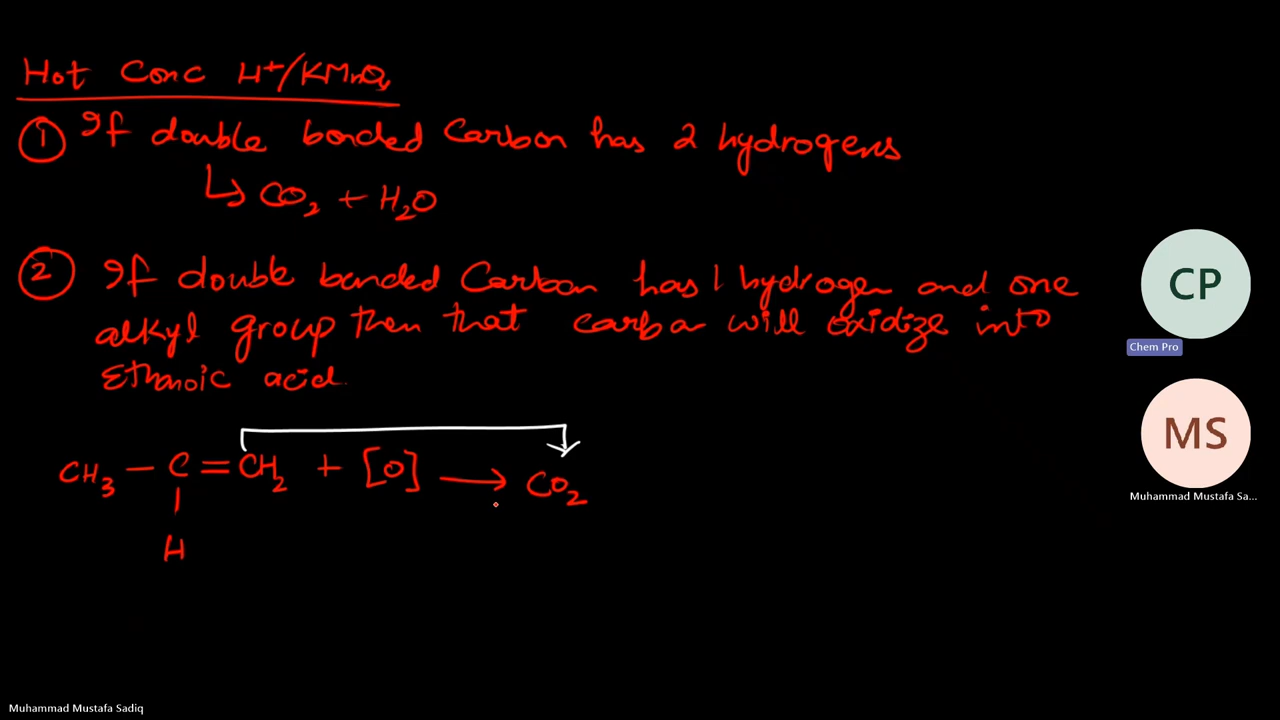 Hot Conc H+/KMnO4
① If double bonded Carbon has 2 hydrogens
↳ CO2 + H2O
② If double bonded Carbon has 1 hydrogen and one
alkyl group then that carbon will oxidize into
Ethanoic acid.
CH3 — C = CH2 + [O] ⟶ CO2
|
H
CP
Chem Pro
MS
Muhammad Mustafa Sa...
Muhammad Mustafa Sadiq